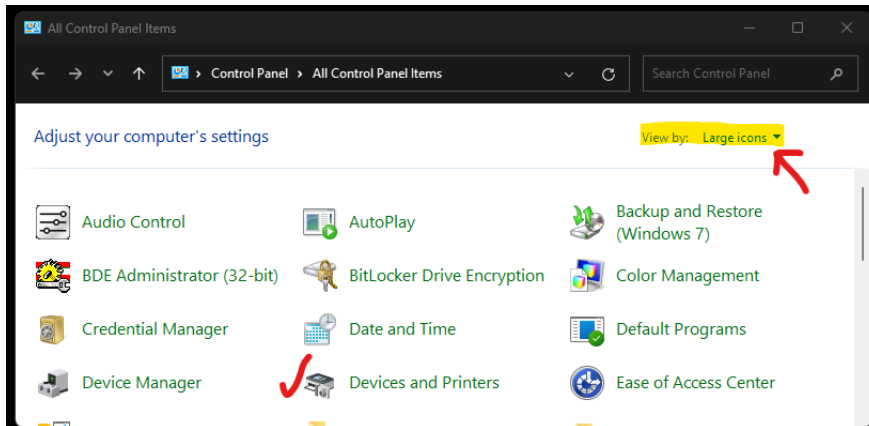 All Control Panel Items
Control Panel > All Control Panel Items
Search Control Panel
Adjust your computer's settings
View by: Large icons
Audio Control
AutoPlay
Backup and Restore
(Windows 7)
BDE Administrator (32-bit)
BitLocker Drive Encryption
Color Management
Credential Manager
Date and Time
Default Programs
Device Manager
Devices and Printers
Ease of Access Center